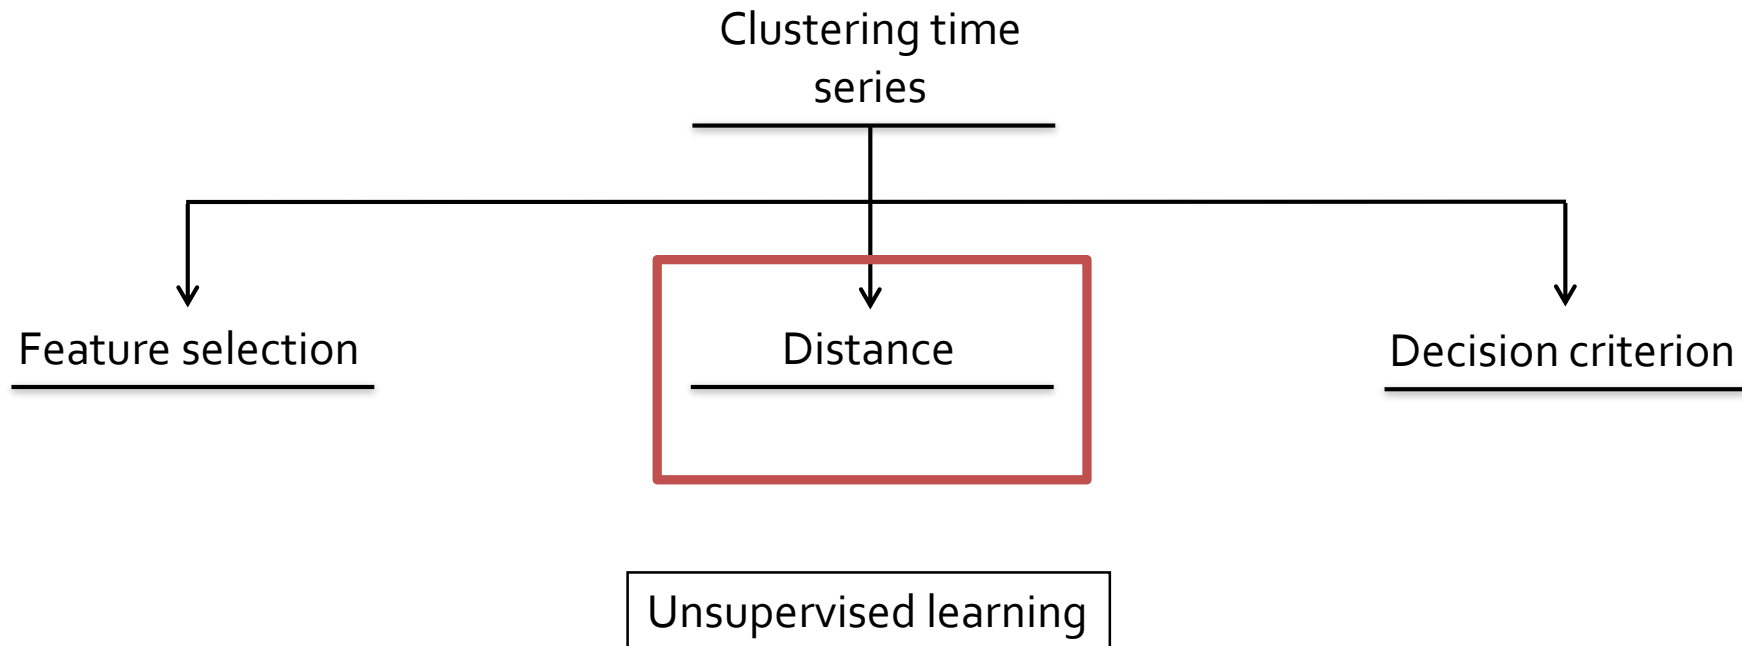 Clustering time
series
Feature selection
Distance
Decision criterion
Unsupervised learning